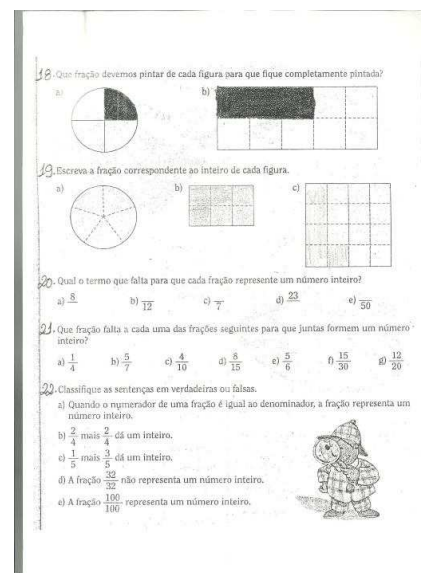 18. Que fração devemos pintar de cada figura para que fique completamente pintada?
a) b)
19. Escreva a fração correspondente ao inteiro de cada figura.
a) b) c)
20. Qual o termo que falta para que cada fração represente um número inteiro?
a) 8/ b) /12 c) /7 d) 23/ e) /50
21. Que fração falta a cada uma das frações seguintes para que juntas formem um número
inteiro?
a) 1/4 b) 5/7 c) 4/10 d) 8/15 e) 5/6 f) 15/30 g) 12/20
22. Classifique as sentenças em verdadeiras ou falsas.
a) Quando o numerador de uma fração é igual ao denominador, a fração representa um
número inteiro.
b) 2/4 mais 2/4 dá um inteiro.
c) 1/5 mais 3/5 dá um inteiro.
d) A fração 32/32 não representa um número inteiro.
e) A fração 100/100 representa um número inteiro.